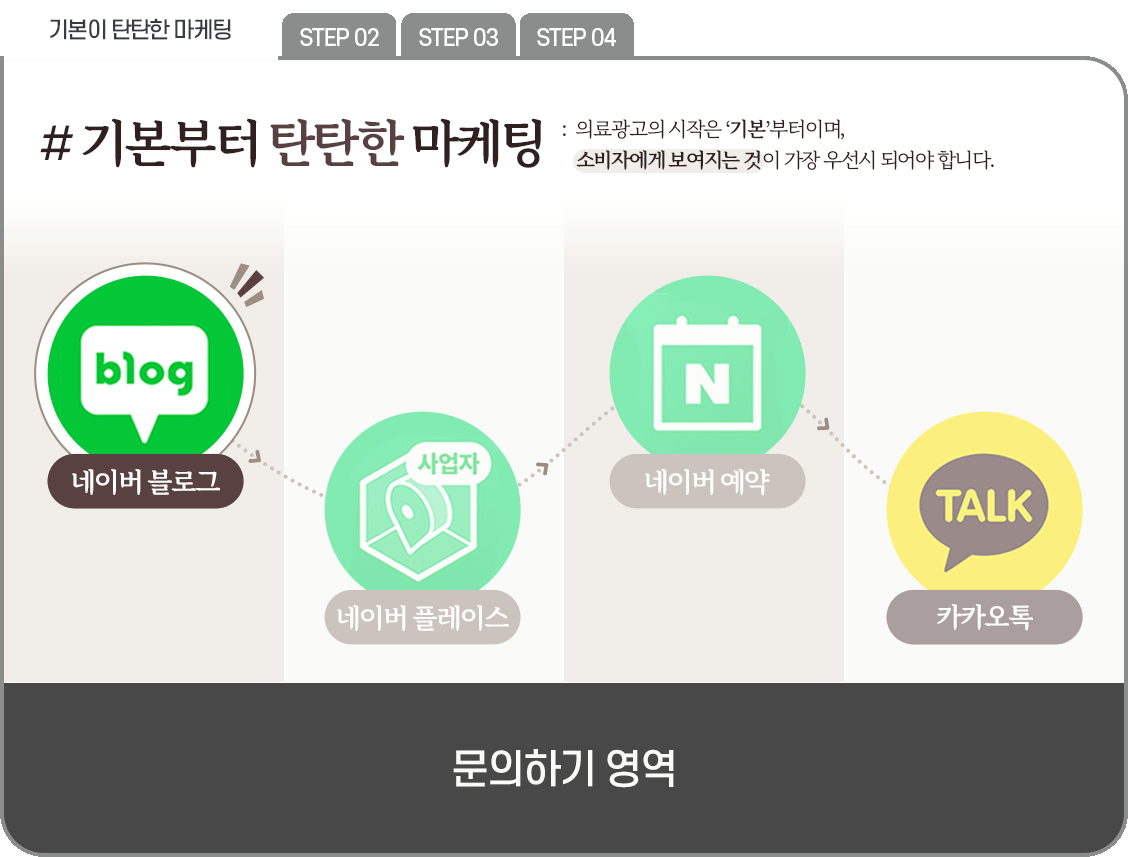 기본이 탄탄한 마케팅
STEP 02
STEP 03
STEP 04
# 기본부터 탄탄한 마케팅
: 의료광고의 시작은 ‘기본’부터이며,
소비자에게 보여지는 것이 가장 우선시 되어야 합니다.
blog
네이버 블로그
사업자
네이버 플레이스
N
네이버 예약
TALK
카카오톡
문의하기 영역